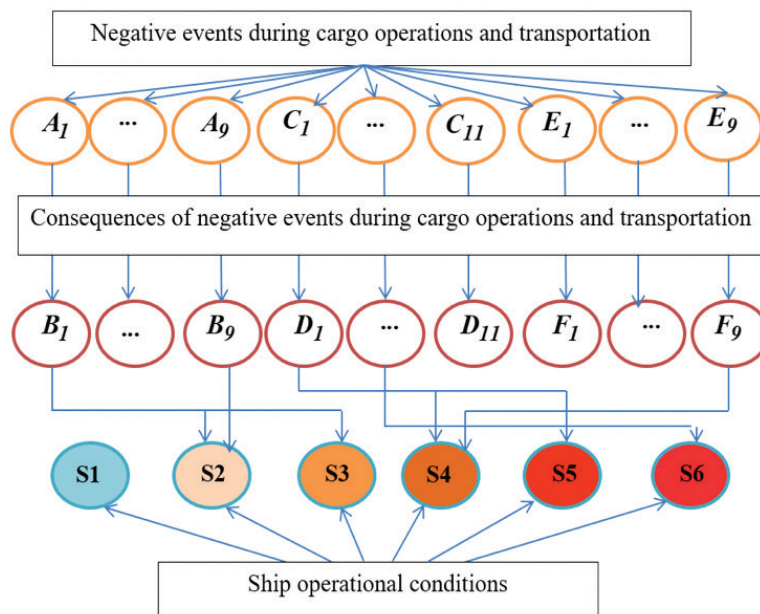 Negative events during cargo operations and transportation
A1 ... A9 C1 ... C11 E1 ... E9
Consequences of negative events during cargo operations and transportation
B1 ... B9 D1 ... D11 F1 ... F9
S1 S2 S3 S4 S5 S6
Ship operational conditions